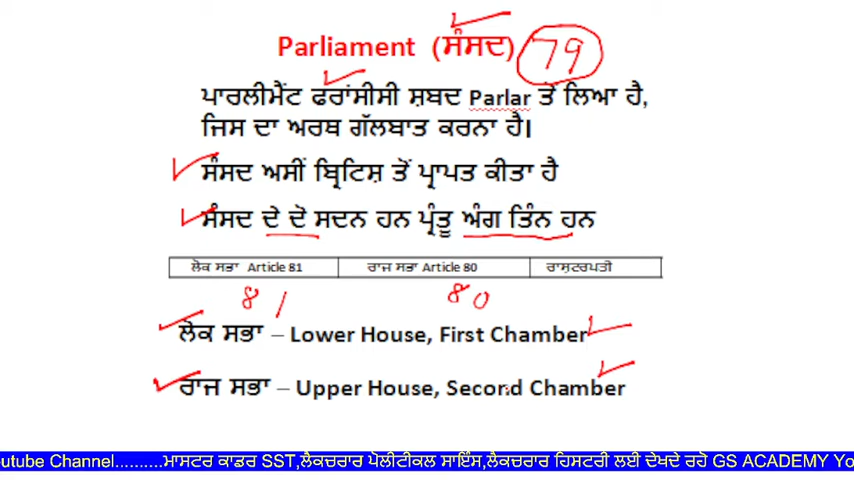 Parliament (ਸੰਸਦ) 79
ਪਾਰਲੀਮੈਂਟ ਫਰਾਂਸੀਸੀ ਸ਼ਬਦ Parlar ਤੋਂ ਲਿਆ ਹੈ,
ਜਿਸ ਦਾ ਅਰਥ ਗੱਲਬਾਤ ਕਰਨਾ ਹੈ।
ਸੰਸਦ ਅਸੀਂ ਬ੍ਰਿਟਿਸ਼ ਤੋਂ ਪ੍ਰਾਪਤ ਕੀਤਾ ਹੈ
ਸੰਸਦ ਦੇ ਦੋ ਸਦਨ ਹਨ ਪ੍ਰੰਤੂ ਅੰਗ ਤਿੰਨ ਹਨ
ਲੋਕ ਸਭਾ Article 81 ਰਾਜ ਸਭਾ Article 80 ਰਾਸ਼ਟਰਪਤੀ
81 80
ਲੋਕ ਸਭਾ – Lower House, First Chamber
ਰਾਜ ਸਭਾ – Upper House, Second Chamber
outube Channel..........ਮਾਸਟਰ ਕਾਡਰ SST,ਲੈਕਚਰਾਰ ਪੋਲੀਟੀਕਲ ਸਾਇੰਸ,ਲੈਕਚਰਾਰ ਹਿਸਟਰੀ ਲਈ ਦੇਖਦੇ ਰਹੋ GS ACADEMY Yo